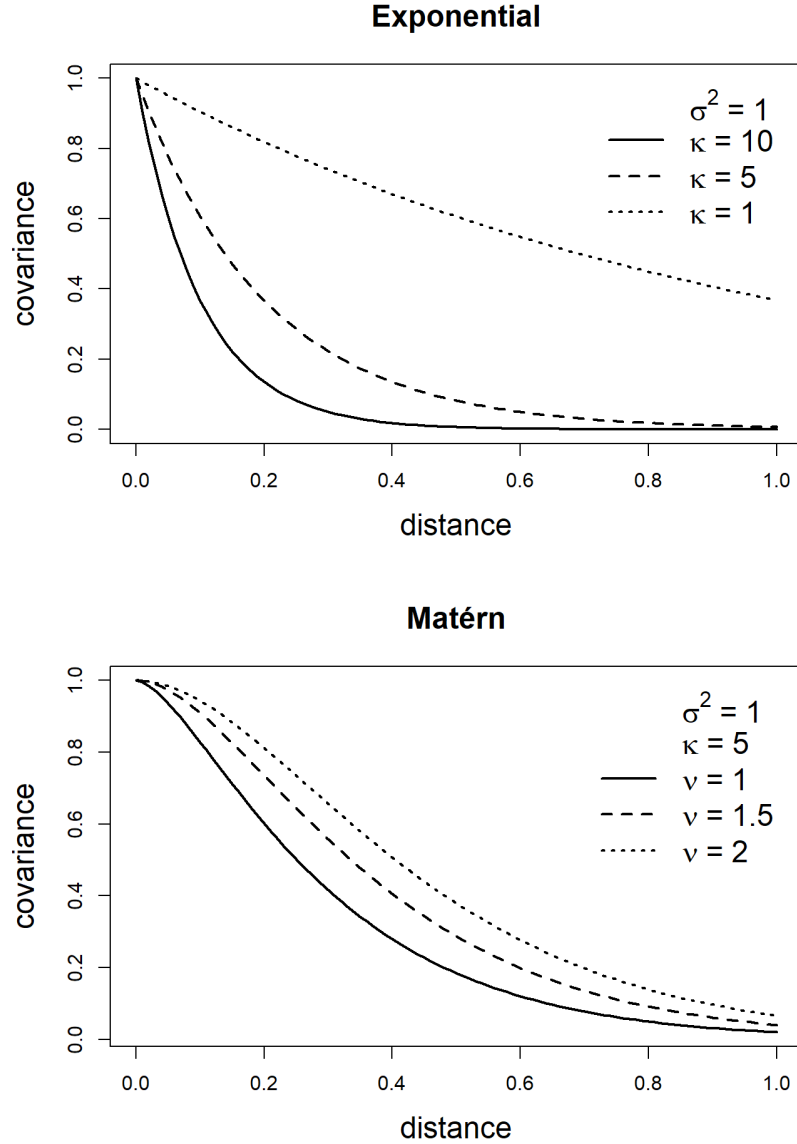 Exponential
σ² = 1
κ = 10
κ = 5
κ = 1
covariance
0.0 0.2 0.4 0.6 0.8 1.0
0.0 0.2 0.4 0.6 0.8 1.0
distance
Matérn
σ² = 1
κ = 5
ν = 1
ν = 1.5
ν = 2
covariance
0.0 0.2 0.4 0.6 0.8 1.0
0.0 0.2 0.4 0.6 0.8 1.0
distance